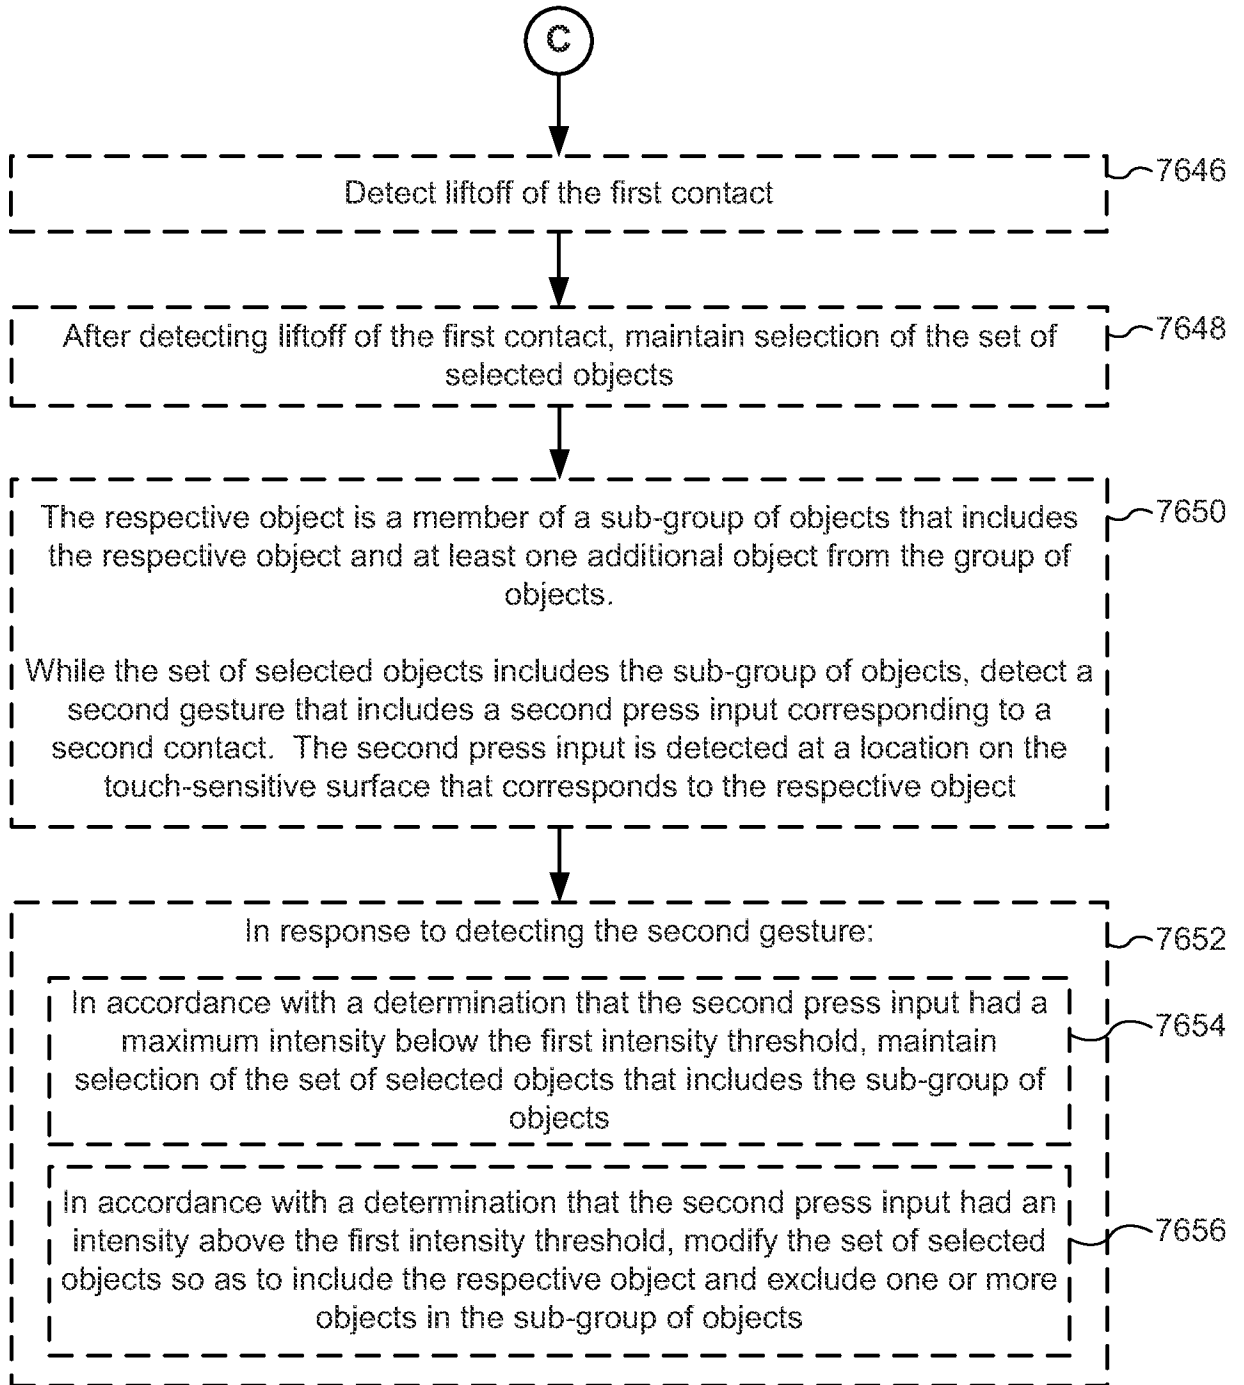 C
Detect liftoff of the first contact
7646
After detecting liftoff of the first contact, maintain selection of the set of
selected objects
7648
The respective object is a member of a sub-group of objects that includes
the respective object and at least one additional object from the group of
objects.
7650
While the set of selected objects includes the sub-group of objects, detect a
second gesture that includes a second press input corresponding to a
second contact.  The second press input is detected at a location on the
touch-sensitive surface that corresponds to the respective object
In response to detecting the second gesture:
7652
In accordance with a determination that the second press input had a
maximum intensity below the first intensity threshold, maintain
selection of the set of selected objects that includes the sub-group of
objects
7654
In accordance with a determination that the second press input had an
intensity above the first intensity threshold, modify the set of selected
objects so as to include the respective object and exclude one or more
objects in the sub-group of objects
7656